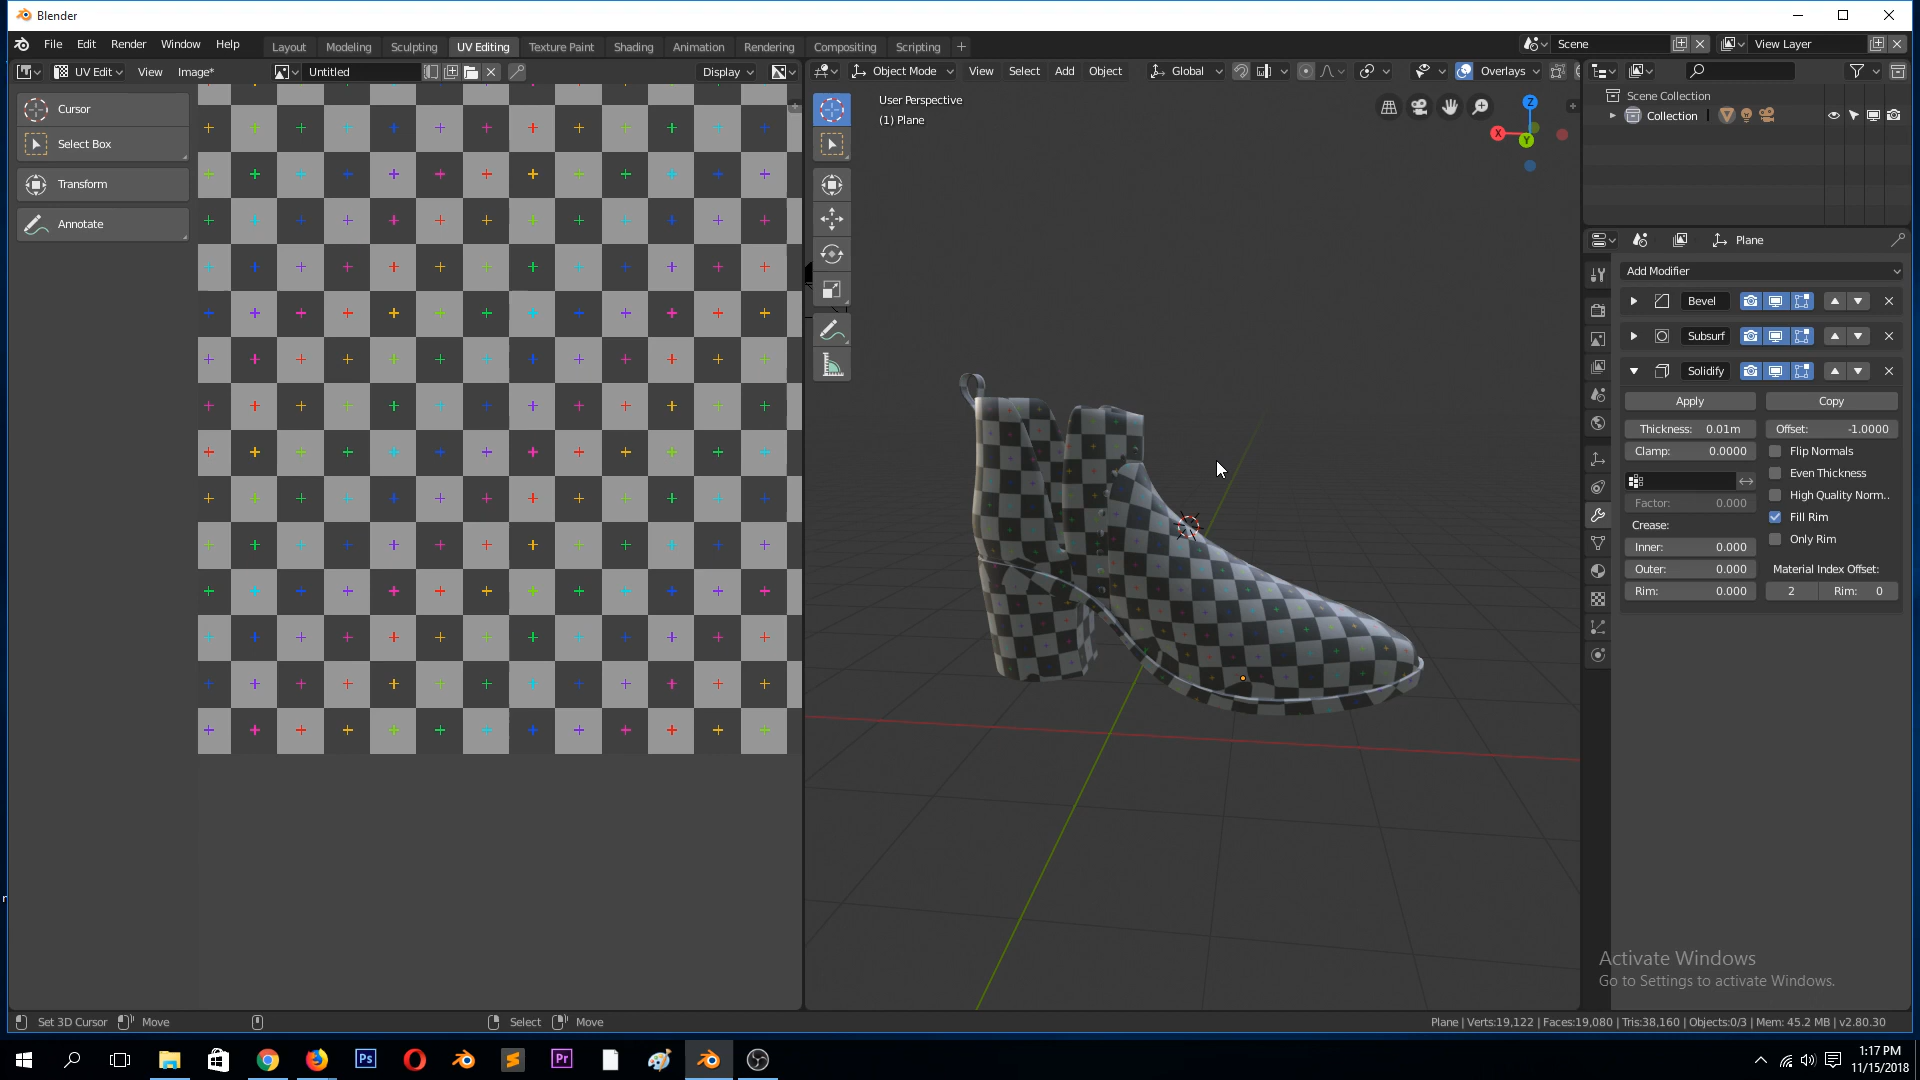 Blender
File Edit Render Window Help Layout Modeling Sculpting UV Editing Texture Paint Shading Animation Rendering Compositing Scripting Scene View Layer
UV Edit View Image* Untitled Display Object Mode View Select Add Object Global Overlays
Cursor
Select Box
Transform
Annotate
User Perspective
(1) Plane
Z
X
Y
Scene Collection
Collection
Plane
Add Modifier
Bevel
Subsurf
Solidify
Apply Copy
Thickness: 0.01m Offset: -1.0000
Clamp: 0.0000 Flip Normals
Even Thickness
High Quality Norm..
Factor: 0.000 Fill Rim
Crease: Only Rim
Inner: 0.000
Outer: 0.000 Material Index Offset:
Rim: 0.000 2 Rim: 0
Activate Windows
Go to Settings to activate Windows.
Set 3D Cursor Move Select Move Plane | Verts:19,122 | Faces:19,080 | Tris:38,160 | Objects:0/3 | Mem: 45.2 MB | v2.80.30
Ps Pr
1:17 PM
11/15/2018